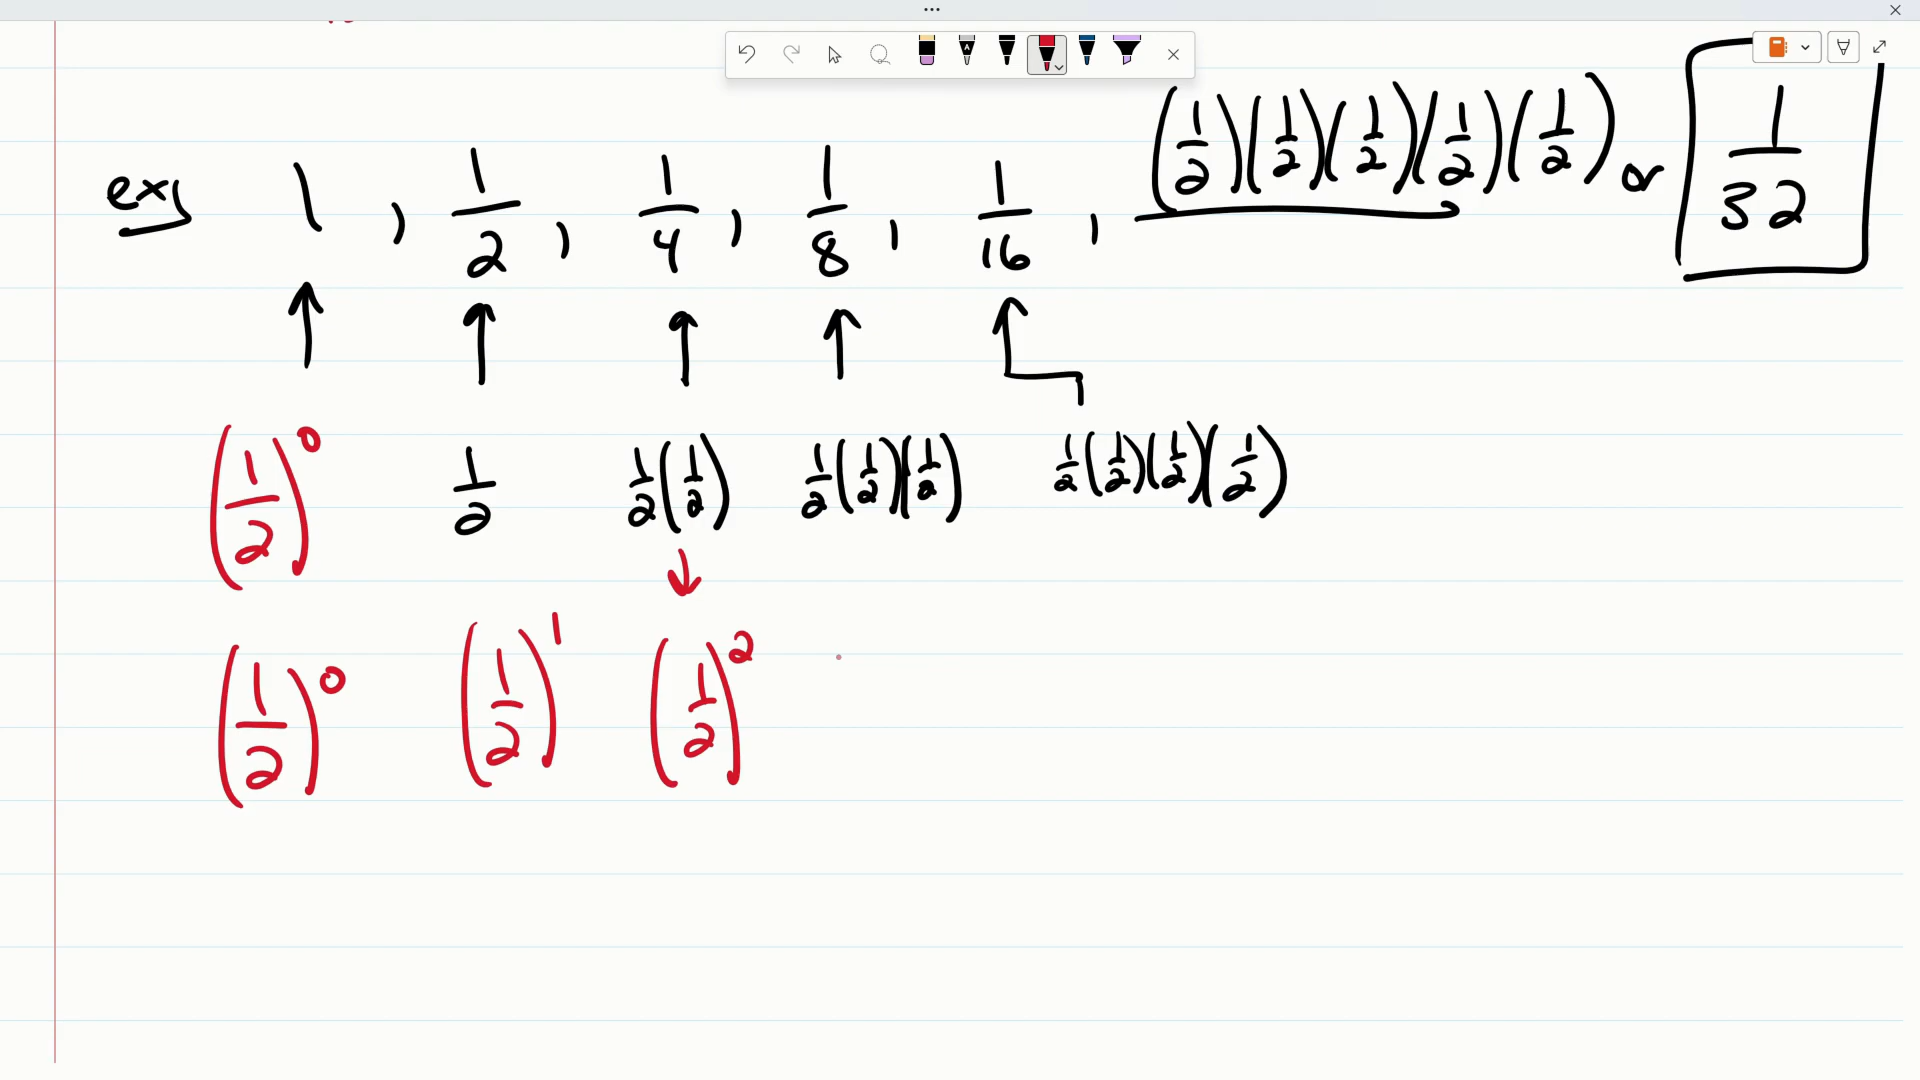 (1/2)(1/2)(1/2)(1/2)(1/2) or 1/32
ex) 1, 1/2, 1/4, 1/8, 1/16,
(1/2)^0 1/2 1/2(1/2) 1/2(1/2)(1/2) 1/2(1/2)(1/2)(1/2)
(1/2)^0 (1/2)^1 (1/2)^2